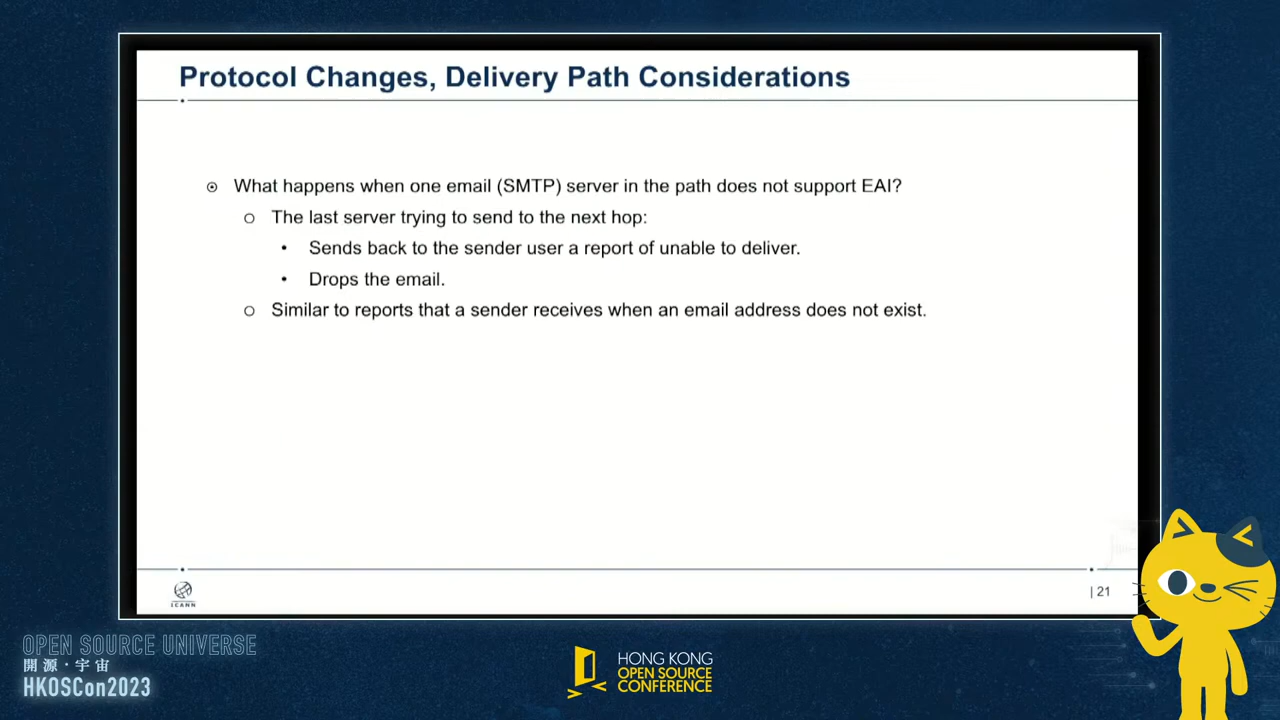 Protocol Changes, Delivery Path Considerations
What happens when one email (SMTP) server in the path does not support EAI?
The last server trying to send to the next hop:
Sends back to the sender user a report of unable to deliver.
Drops the email.
Similar to reports that a sender receives when an email address does not exist.
ICANN
| 21
OPEN SOURCE UNIVERSE
開源·宇宙
HKOSCon2023
HONG KONG
OPEN SOURCE
CONFERENCE